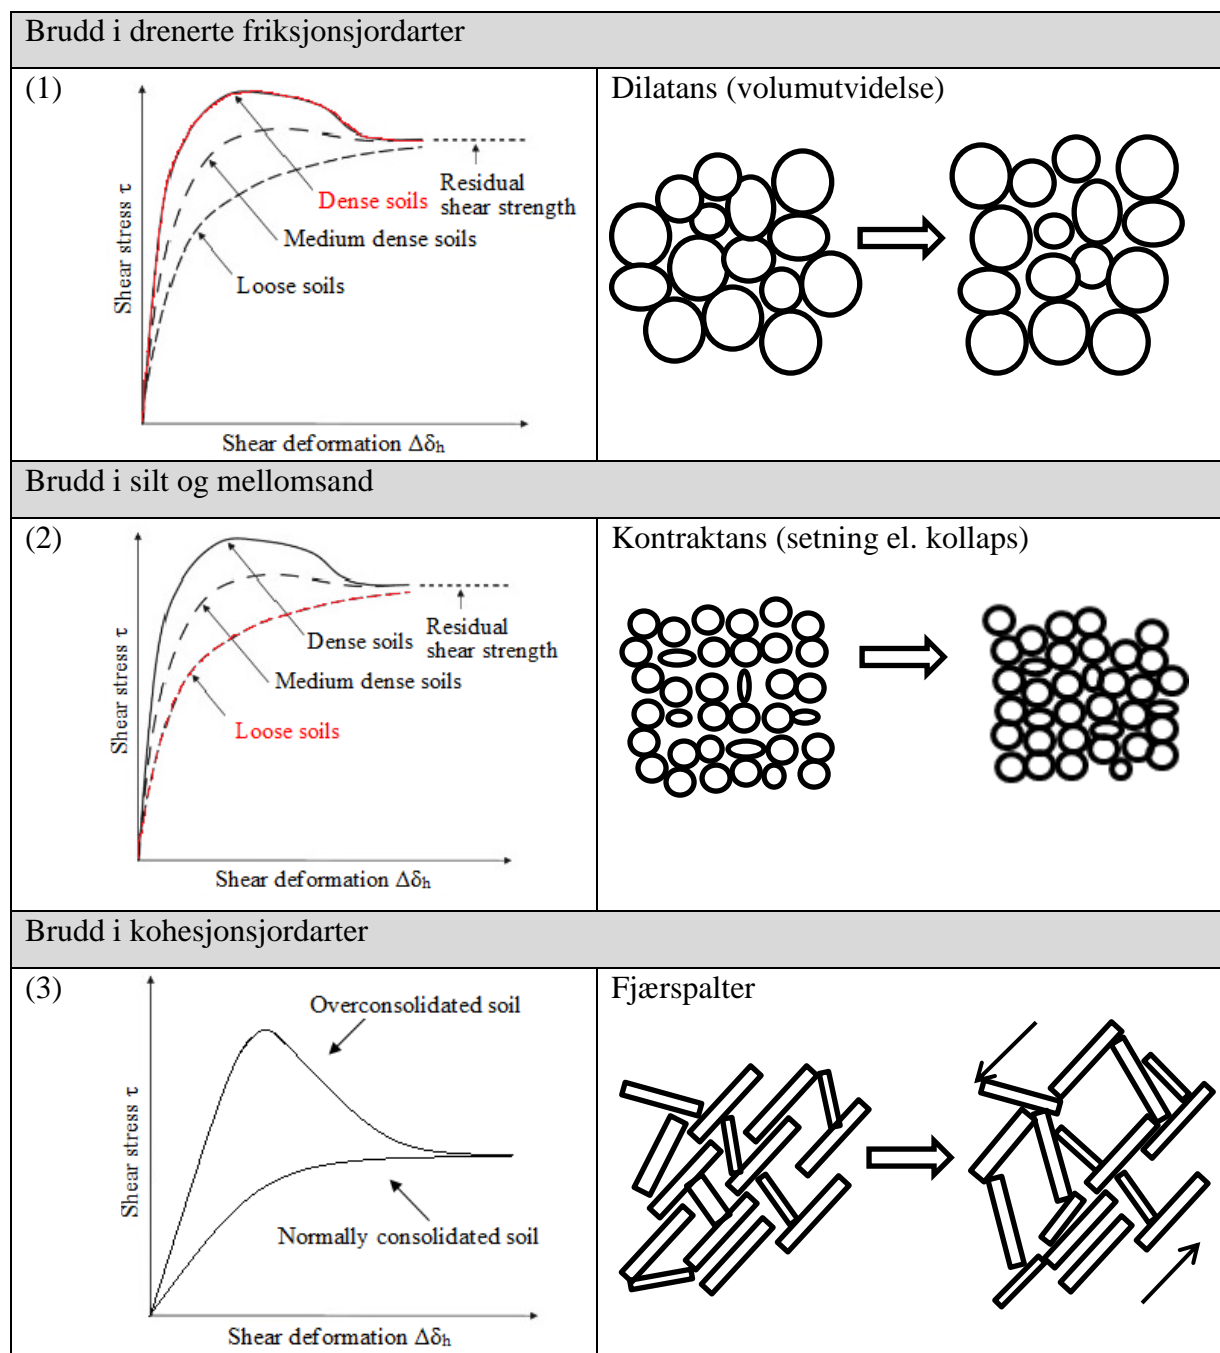 Brudd i drenerte friksjonsjordarter
(1)
Shear stress τ
Dense soils
Medium dense soils
Loose soils
Residual
shear strength
Shear deformation Δδh
Dilatans (volumutvidelse)
Brudd i silt og mellomsand
(2)
Shear stress τ
Dense soils
Medium dense soils
Loose soils
Residual
shear strength
Shear deformation Δδh
Kontraktans (setning el. kollaps)
Brudd i kohesjonsjordarter
(3)
Shear stress τ
Overconsolidated soil
Normally consolidated soil
Shear deformation Δδh
Fjærspalter